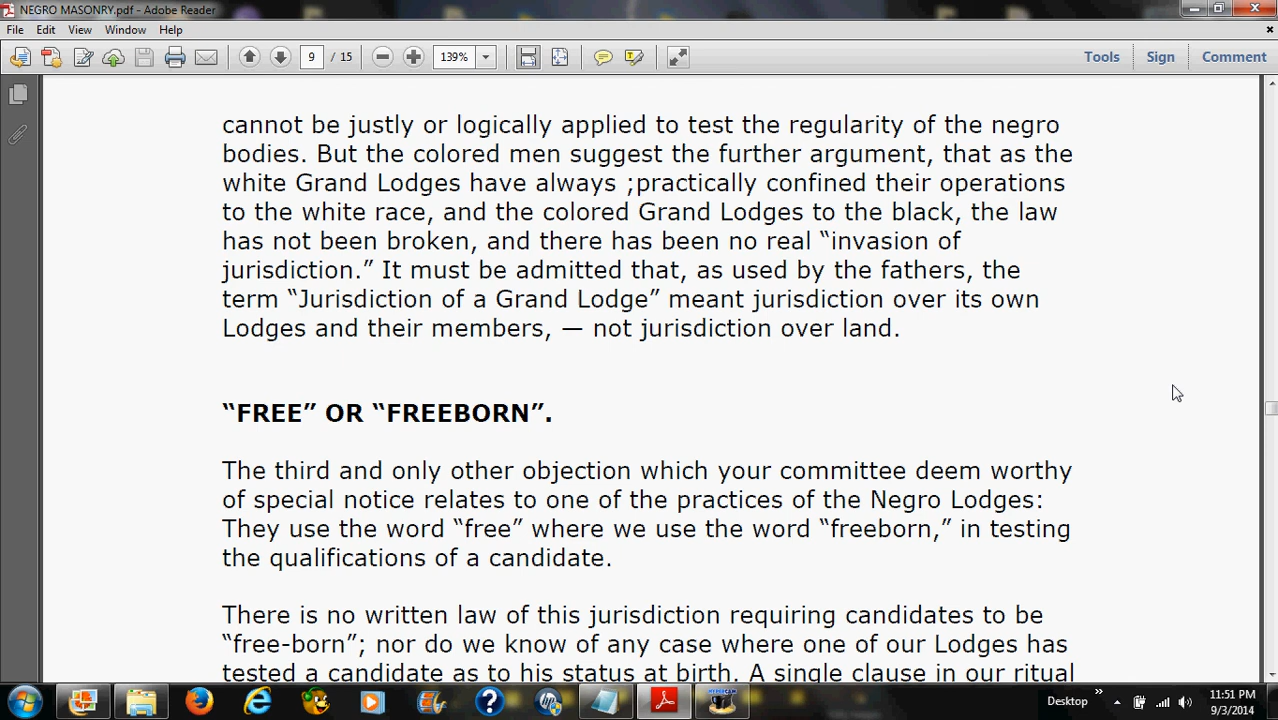 NEGRO MASONRY.pdf - Adobe Reader
File Edit View Window Help
9 / 15 139% Tools Sign Comment
cannot be justly or logically applied to test the regularity of the negro
bodies. But the colored men suggest the further argument, that as the
white Grand Lodges have always ;practically confined their operations
to the white race, and the colored Grand Lodges to the black, the law
has not been broken, and there has been no real “invasion of
jurisdiction.” It must be admitted that, as used by the fathers, the
term “Jurisdiction of a Grand Lodge” meant jurisdiction over its own
Lodges and their members, — not jurisdiction over land.
“FREE” OR “FREEBORN”.
The third and only other objection which your committee deem worthy
of special notice relates to one of the practices of the Negro Lodges:
They use the word “free” where we use the word “freeborn,” in testing
the qualifications of a candidate.
There is no written law of this jurisdiction requiring candidates to be
“free-born”; nor do we know of any case where one of our Lodges has
tested a candidate as to his status at birth. A single clause in our ritual
Desktop
11:51 PM
9/3/2014